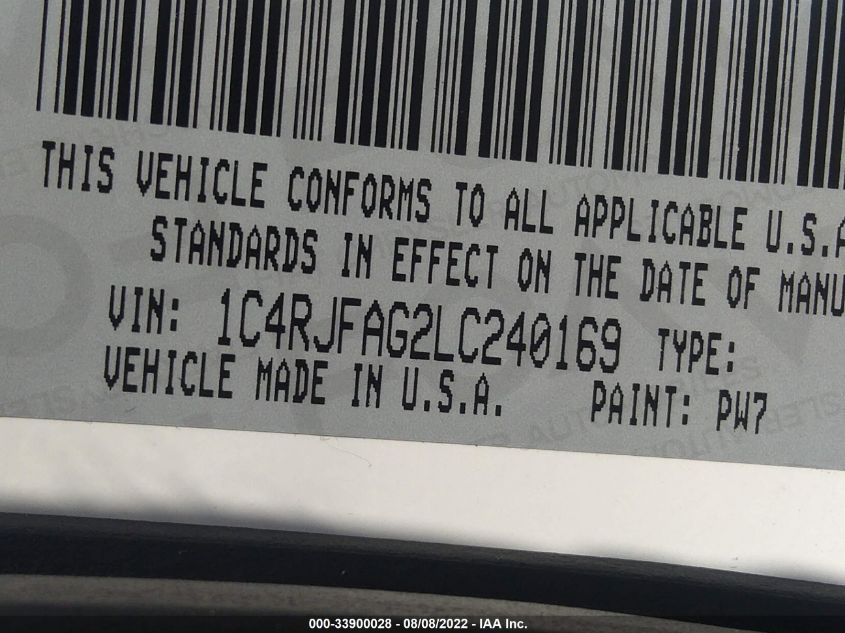 THIS VEHICLE CONFORMS TO ALL APPLICABLE U.S.A
STANDARDS IN EFFECT ON THE DATE OF MANU
VIN: 1C4RJFAG2LC240169 TYPE:
VEHICLE MADE IN U.S.A. PAINT: PW7
000-33900028 - 08/08/2022 - IAA Inc.